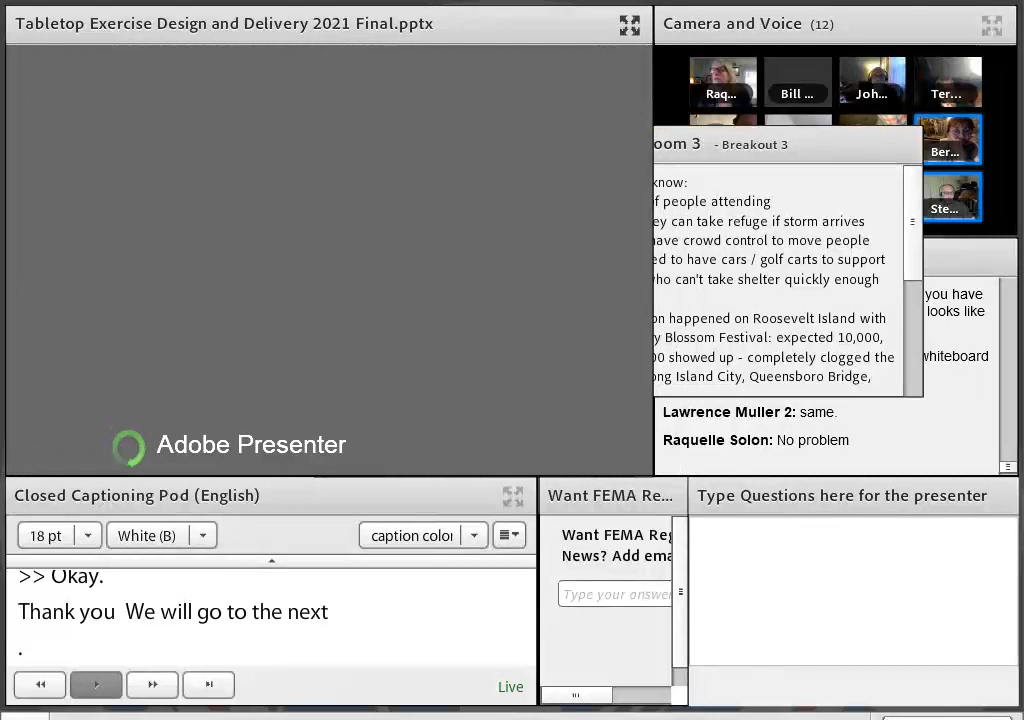 Tabletop Exercise Design and Delivery 2021 Final.pptx
Camera and Voice (12)
Raq...
Bill ...
Joh...
Ter...
Ber...
Ste...
oom 3 - Breakout 3
know:
f people attending
ey can take refuge if storm arrives
ave crowd control to move people
ed to have cars / golf carts to support
ho can't take shelter quickly enough
on happened on Roosevelt Island with
y Blossom Festival: expected 10,000,
00 showed up - completely clogged the
ong Island City, Queensboro Bridge,
you have
looks like
whiteboard
Lawrence Muller 2: same.
Raquelle Solon: No problem
Adobe Presenter
Closed Captioning Pod (English)
18 pt
White (B)
caption color
>> Okay.
Thank you We will go to the next
.
Live
Want FEMA Re...
Want FEMA Reg
News? Add ema
Type your answer
Type Questions here for the presenter